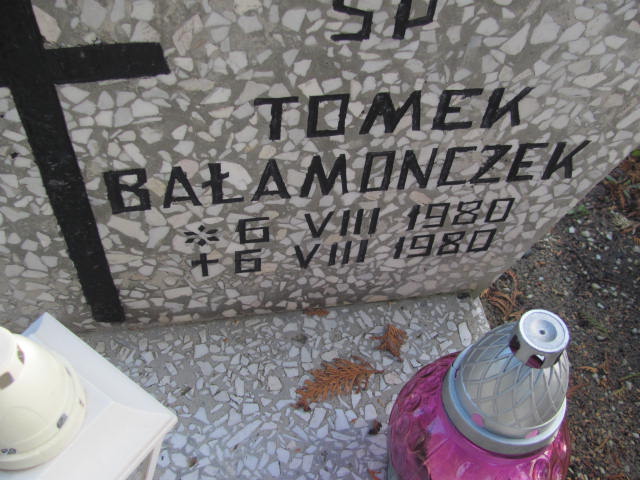 ŚP
TOMEK
BAŁAMONCZEK
* 6 VIII 1980
+ 6 VIII 1980